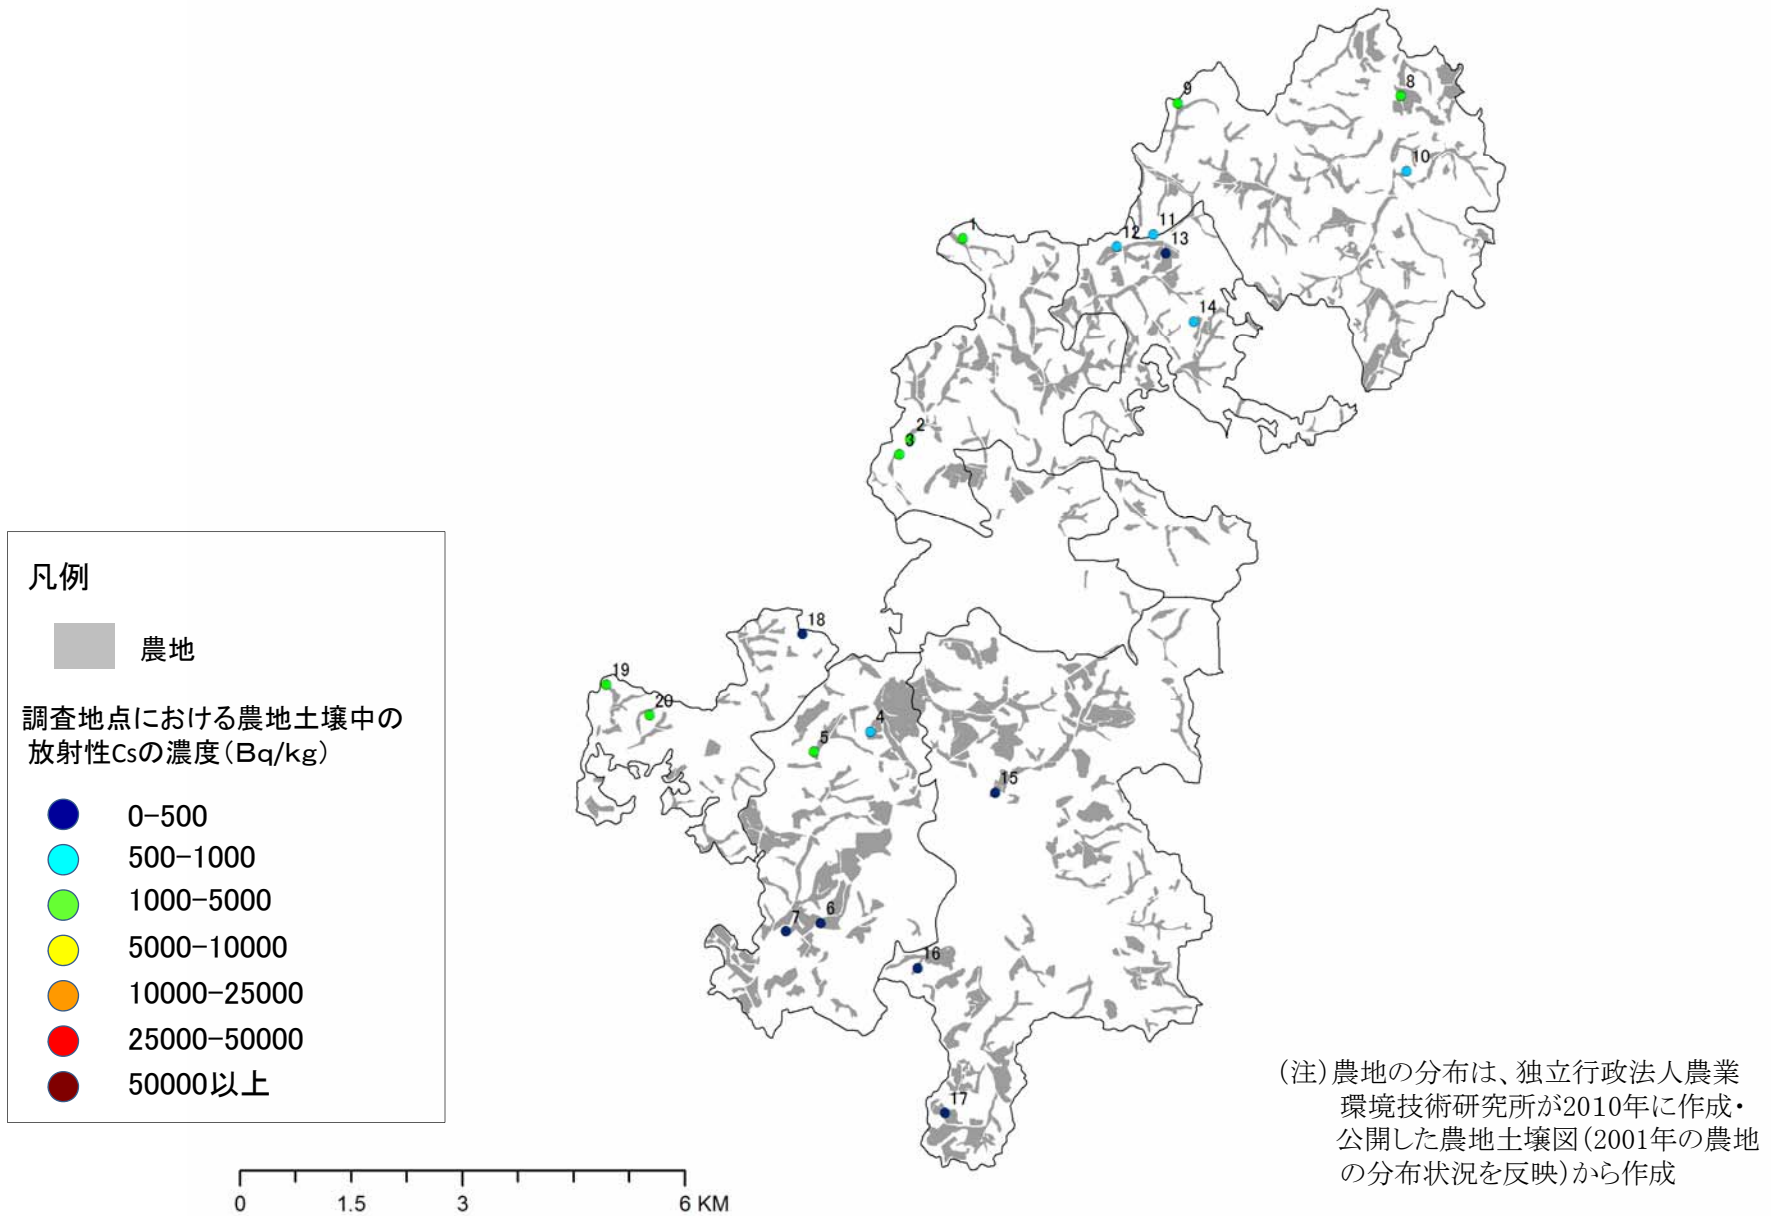 8
9
10
1
11
12
13
14
2
3
凡例
農地
調査地点における農地土壌中の
放射性Csの濃度（Bq/kg）
0-500
500-1000
1000-5000
5000-10000
10000-25000
25000-50000
50000以上
18
19
20
4
5
15
7
6
16
17
0 1.5 3 6 KM
（注）農地の分布は、独立行政法人農業
環境技術研究所が2010年に作成・
公開した農地土壌図（2001年の農地
の分布状況を反映）から作成